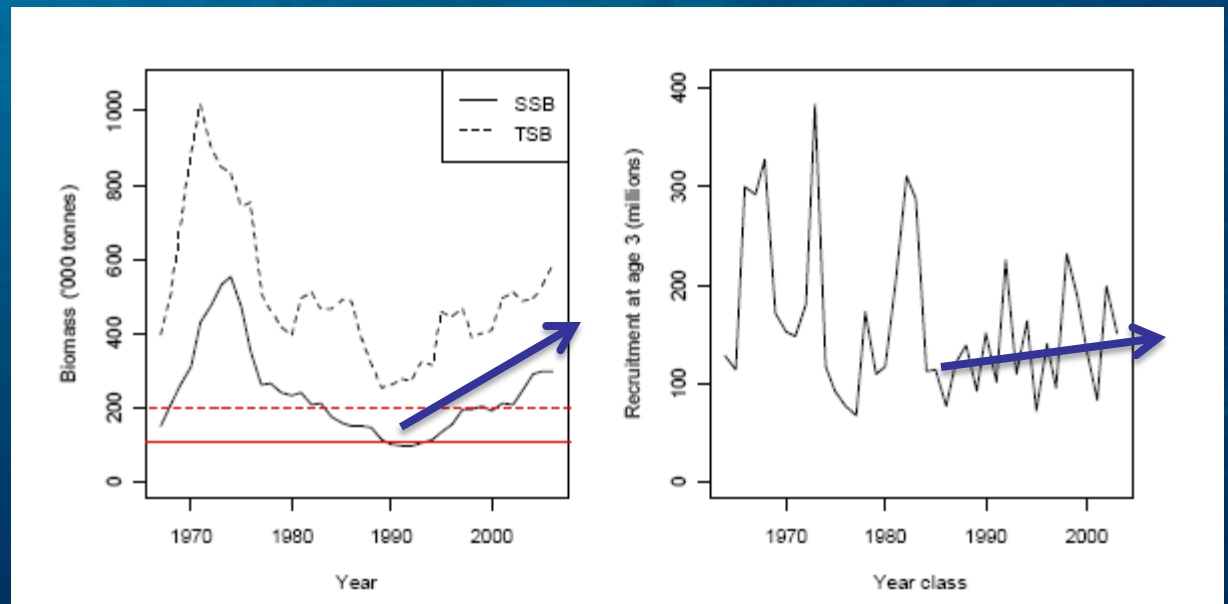 SSB
TSB
Biomass ('000 tonnes)
1000
800
600
400
200
0
1970 1980 1990 2000
Year
Recruitment at age 3 (millions)
400
300
200
100
0
1970 1980 1990 2000
Year class